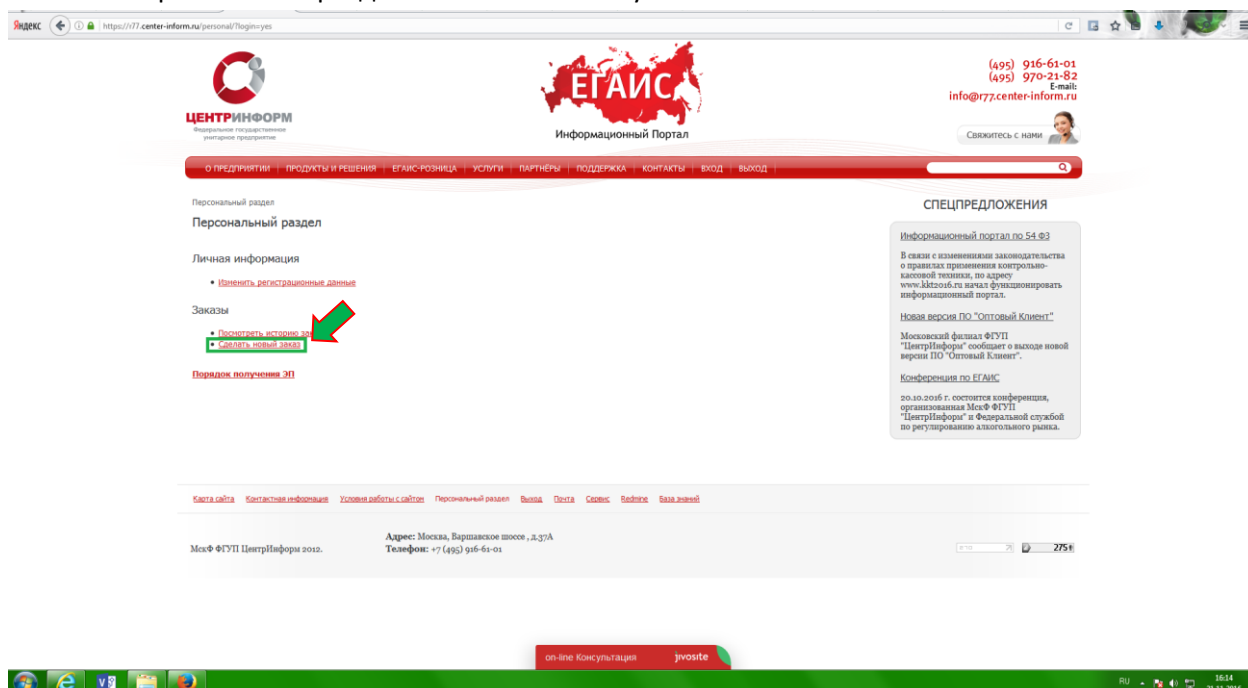 Яндекс
https://r77.center-inform.ru/personal/?login=yes
ЦЕНТРИНФОРМ
Федеральное государственное
унитарное предприятие
ЕГАИС
Информационный Портал
(495) 916-61-01
(495) 970-21-82
E-mail:
info@r77.center-inform.ru
Свяжитесь с нами
О ПРЕДПРИЯТИИ ПРОДУКТЫ И РЕШЕНИЯ ЕГАИС-РОЗНИЦА УСЛУГИ ПАРТНЁРЫ ПОДДЕРЖКА КОНТАКТЫ ВХОД ВЫХОД
Персональный раздел
Персональный раздел
Личная информация
Изменить регистрационные данные
Заказы
Посмотреть историю
Сделать новый заказ
Порядок получения ЭП
СПЕЦПРЕДЛОЖЕНИЯ
Информационный портал по 54 ФЗ
В связи с изменениями законодательства
о правилах применения контрольно-
кассовой техники, по адресу
www.kkt2016.ru начал функционировать
информационный портал.
Новая версия ПО "Оптовый Клиент"
Московский филиал ФГУП
"ЦентрИнформ" сообщает о выходе новой
версии ПО "Оптовый Клиент".
Конференция по ЕГАИС
20.10.2016 г. состоится конференция,
организованная МскФ ФГУП
"ЦентрИнформ" и Федеральной службой
по регулированию алкогольного рынка.
Карта сайта Контактная информация Условия работы с сайтом Персональный раздел Выход Почта Сервис Redmine База знаний
МскФ ФГУП ЦентрИнформ 2012.
Адрес: Москва, Варшавское шоссе , д.37А
Телефон: +7 (495) 916-61-01
275
on-line Консультация jivosite
RU
16:14